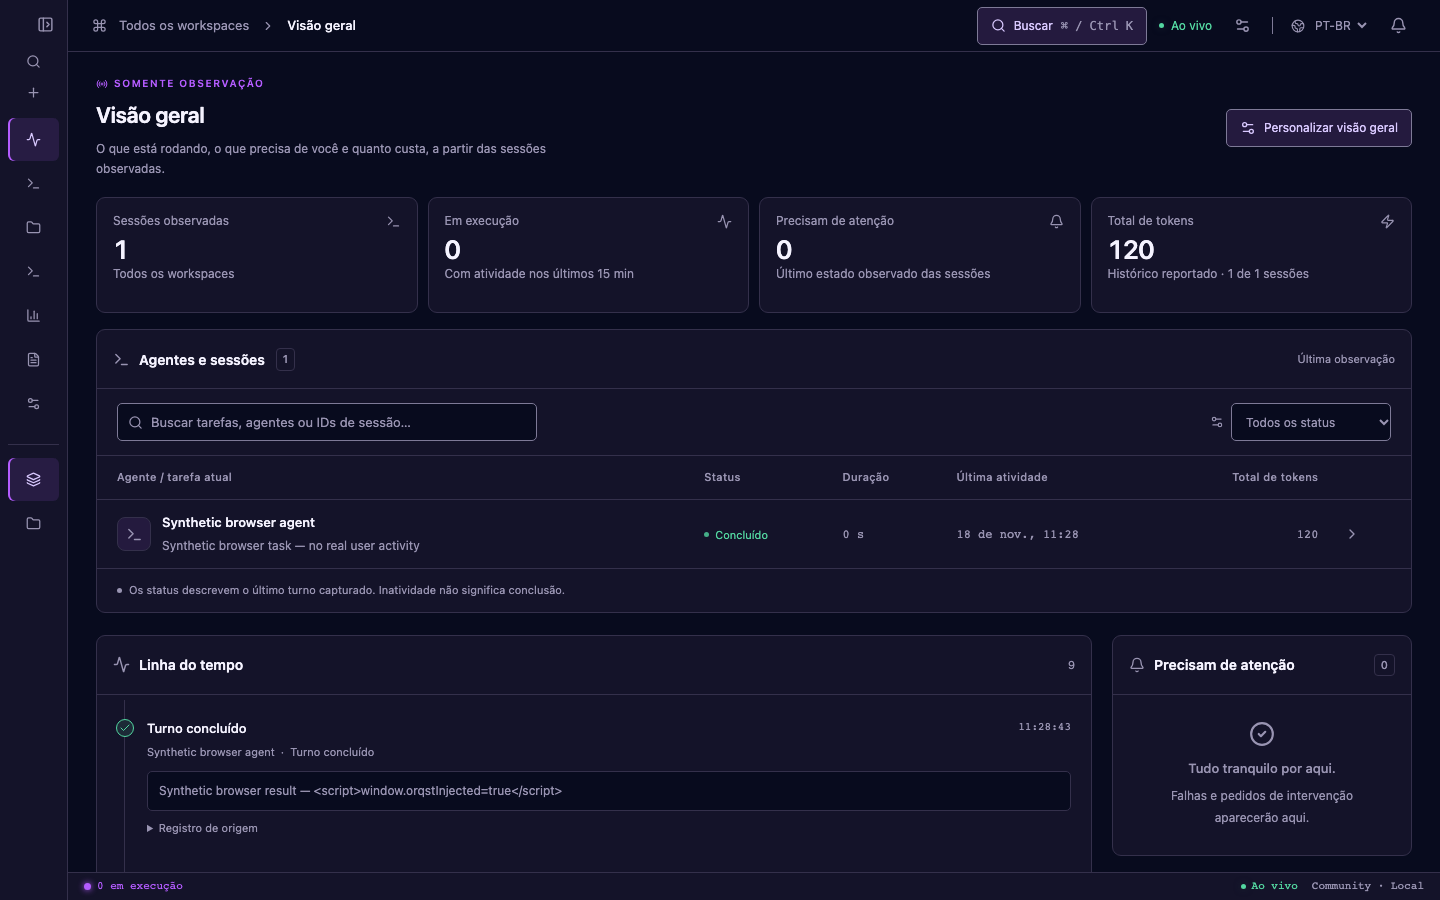 Todos os workspaces > Visão geral
Buscar ⌘ / Ctrl K
Ao vivo
PT-BR
SOMENTE OBSERVAÇÃO
Visão geral
O que está rodando, o que precisa de você e quanto custa, a partir das sessões
observadas.
Personalizar visão geral
Sessões observadas
1
Todos os workspaces
Em execução
0
Com atividade nos últimos 15 min
Precisam de atenção
0
Último estado observado das sessões
Total de tokens
120
Histórico reportado · 1 de 1 sessões
Agentes e sessões 1
Última observação
Buscar tarefas, agentes ou IDs de sessão...
Todos os status
Agente / tarefa atual Status Duração Última atividade Total de tokens
Synthetic browser agent
Synthetic browser task — no real user activity
Concluído
0 s
18 de nov., 11:28
120
Os status descrevem o último turno capturado. Inatividade não significa conclusão.
Linha do tempo
9
Turno concluído
11:28:43
Synthetic browser agent · Turno concluído
Synthetic browser result — <script>window.orqstInjected=true</script>
Registro de origem
Precisam de atenção
0
Tudo tranquilo por aqui.
Falhas e pedidos de intervenção
aparecerão aqui.
0 em execução
Ao vivo
Community · Local